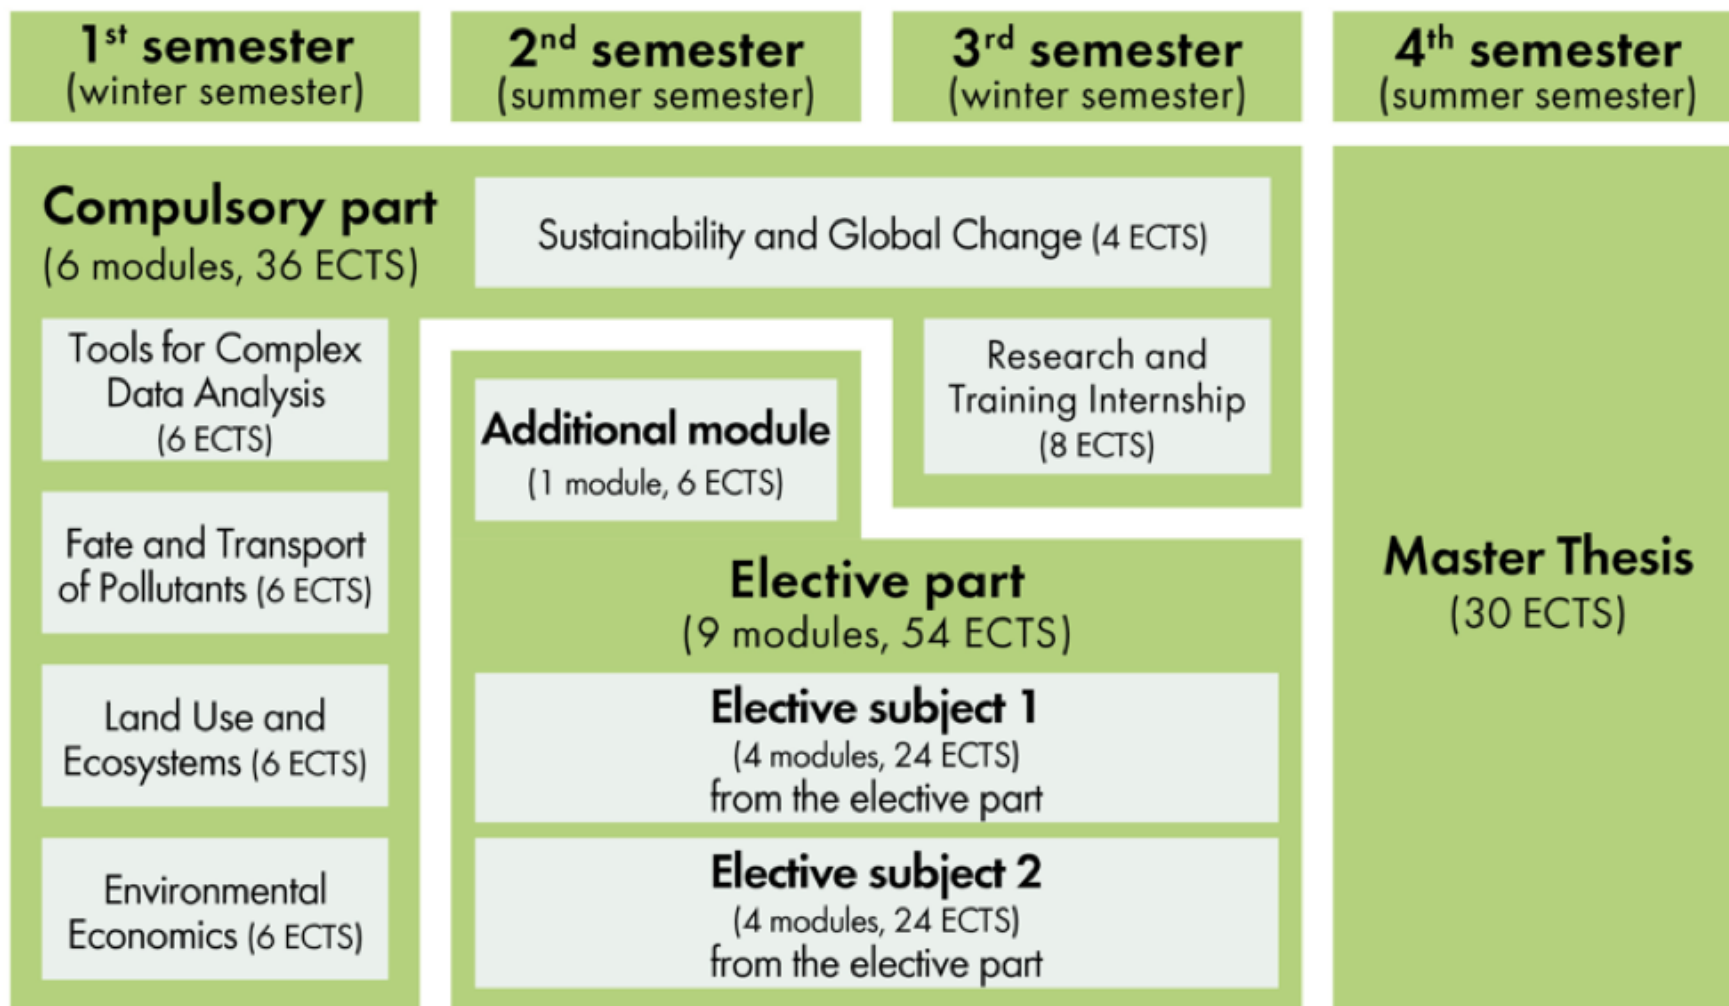 1st semester
(winter semester)
2nd semester
(summer semester)
3rd semester
(winter semester)
4th semester
(summer semester)
Compulsory part
(6 modules, 36 ECTS)
Sustainability and Global Change (4 ECTS)
Tools for Complex
Data Analysis
(6 ECTS)
Fate and Transport
of Pollutants (6 ECTS)
Land Use and
Ecosystems (6 ECTS)
Environmental
Economics (6 ECTS)
Additional module
(1 module, 6 ECTS)
Research and
Training Internship
(8 ECTS)
Elective part
(9 modules, 54 ECTS)
Elective subject 1
(4 modules, 24 ECTS)
from the elective part
Elective subject 2
(4 modules, 24 ECTS)
from the elective part
Master Thesis
(30 ECTS)